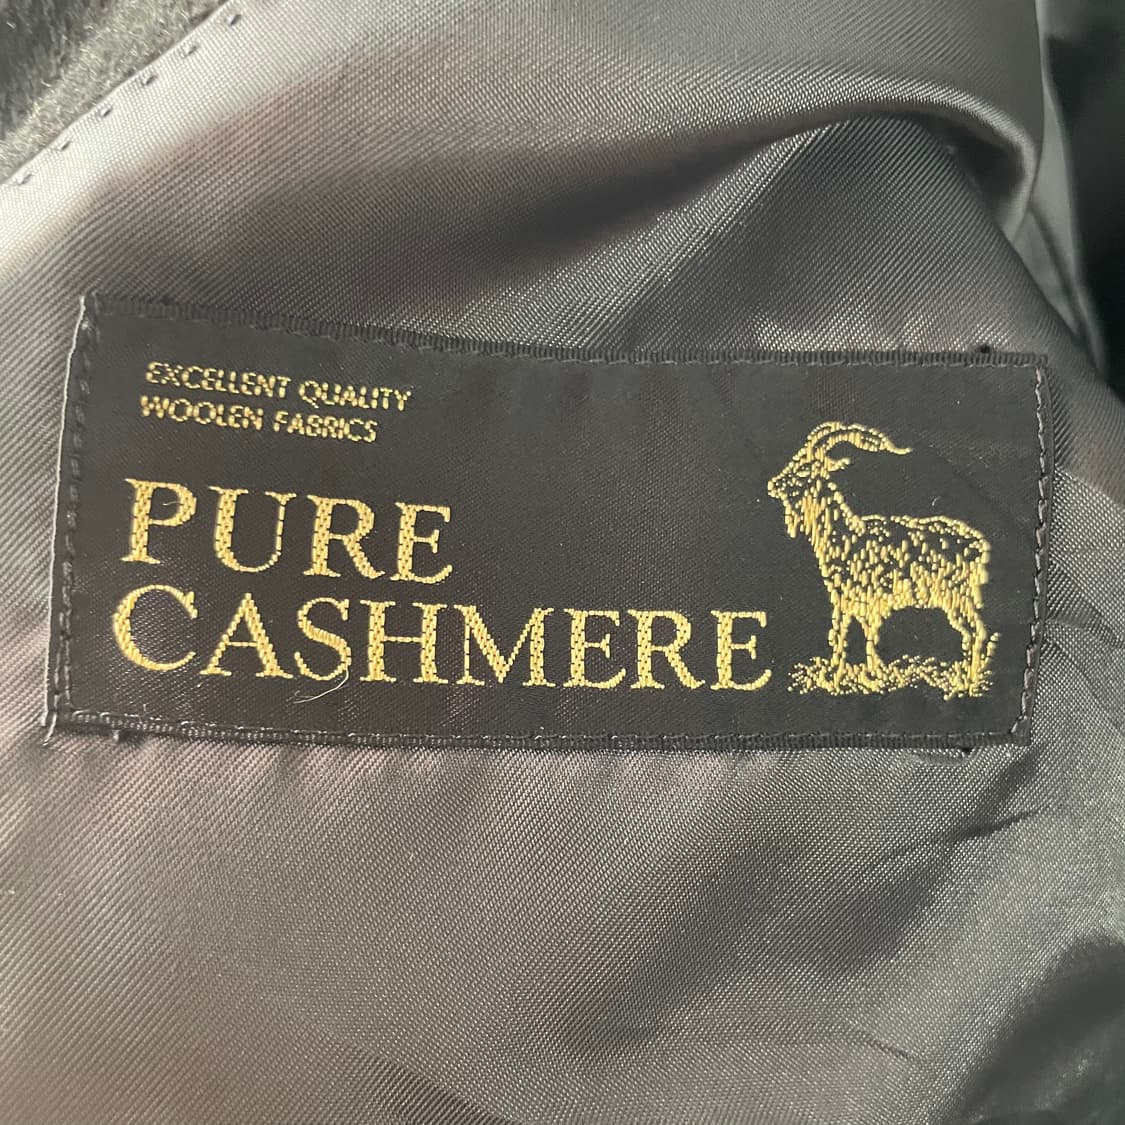 EXCELLENT QUALITY
WOOLEN FABRICS
PURE
CASHMERE